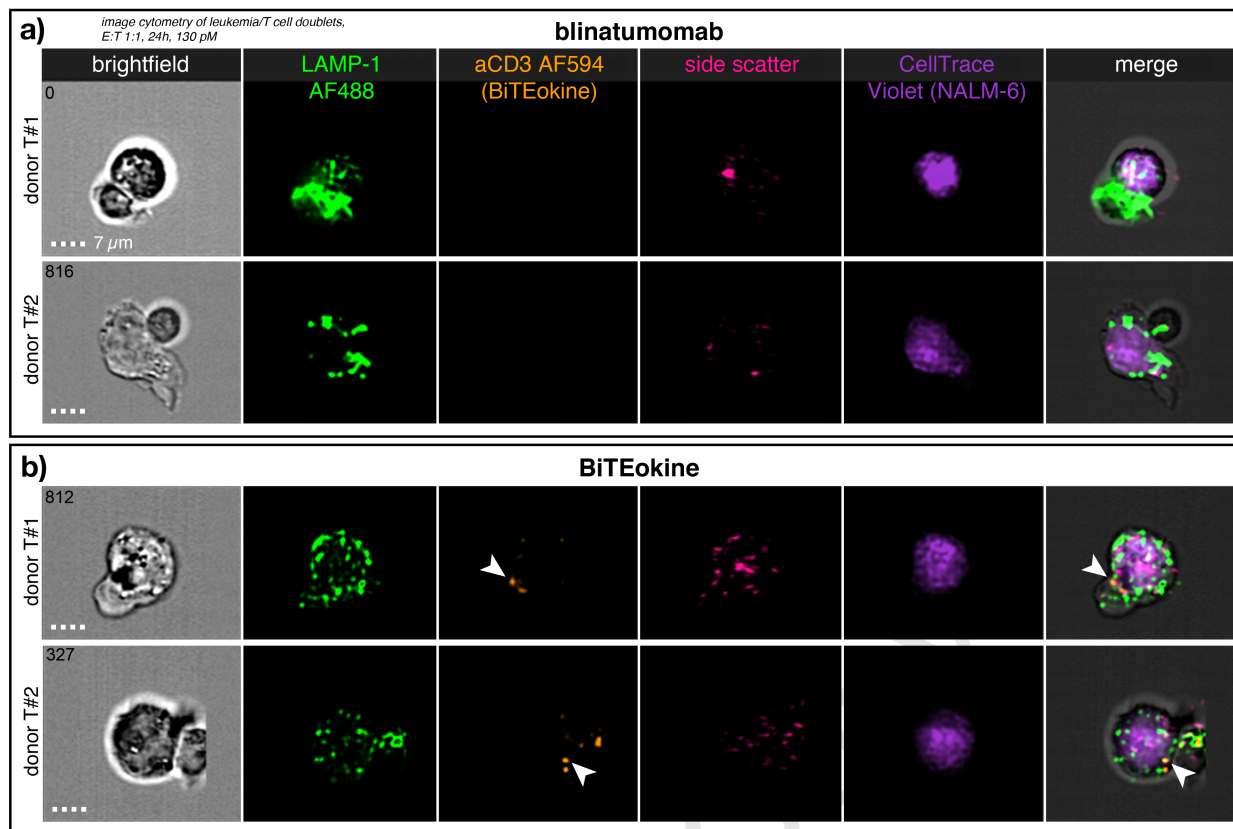 a)
image cytometry of leukemia/T cell doublets,
E:T 1:1, 24h, 130 pM
blinatumomab
brightfield
LAMP-1
AF488
aCD3 AF594
(BiTEokine)
side scatter
CellTrace
Violet (NALM-6)
merge
donor T#1
0
7 µm
donor T#2
816
b)
BiTEokine
donor T#1
812
donor T#2
327